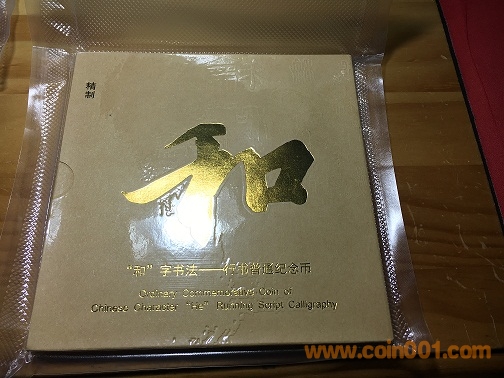 精制
和
“和”字书法——行书普通纪念币
Ordinary Commemorative Coin of
Chinese Character "He" Running Script Calligraphy
www.coin001.com